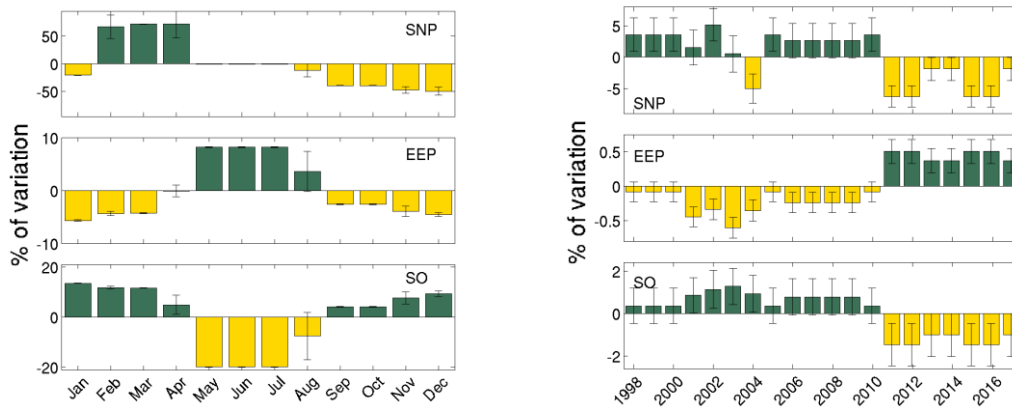 SNP
50
0
-50
EEP
10
0
-10
SO
20
0
-20
Jan Feb Mar Apr May Jun Jul Aug Sep Oct Nov Dec
% of variation
5
0
-5
SNP
EEP
0.5
0
-0.5
SO
2
0
-2
1998 2000 2002 2004 2006 2008 2010 2012 2014 2016
% of variation